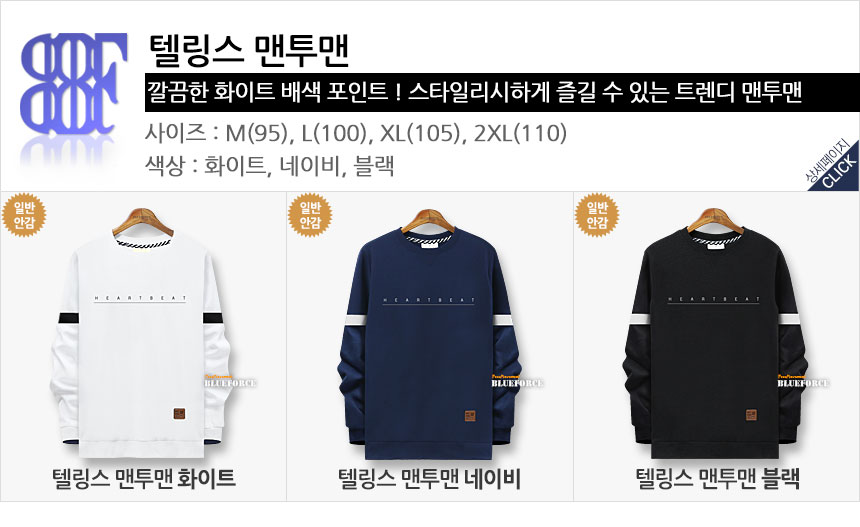 텔링스 맨투맨
깔끔한 화이트 배색 포인트 ! 스타일리시하게 즐길 수 있는 트렌디 맨투맨
사이즈 : M(95), L(100), XL(105), 2XL(110)
색상 : 화이트, 네이비, 블랙
상세페이지
CLICK
일반
안감
HEARTBEAT
FreeMovement
BLUEFORCE
텔링스 맨투맨 화이트
일반
안감
HEARTBEAT
FreeMovement
BLUEFORCE
텔링스 맨투맨 네이비
일반
안감
HEARTBEAT
FreeMovement
BLUEFORCE
텔링스 맨투맨 블랙